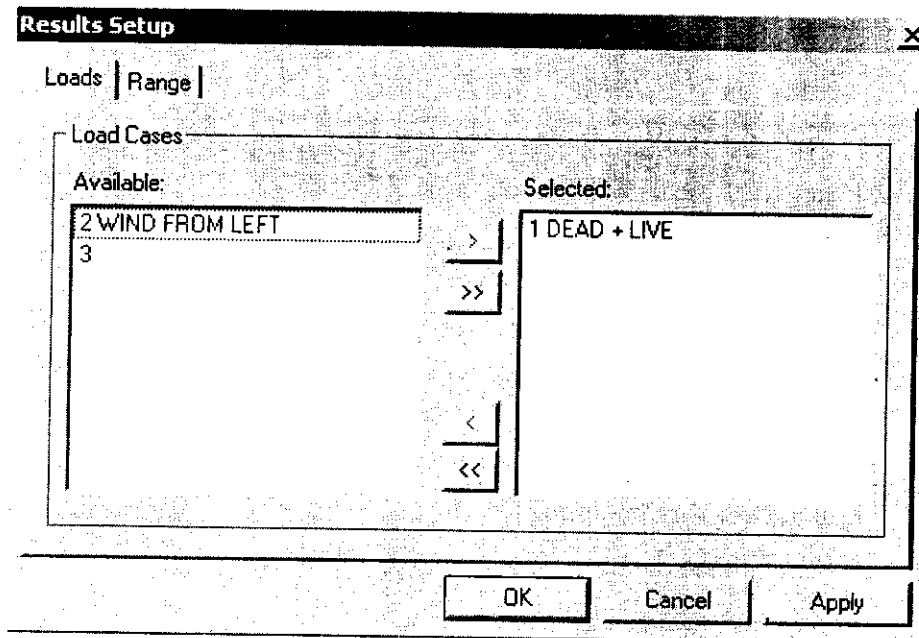 Results Setup
Loads Range
Load Cases
Available:
2 WIND FROM LEFT
3
>
>>
<
<<
Selected:
1 DEAD + LIVE
OK Cancel Apply